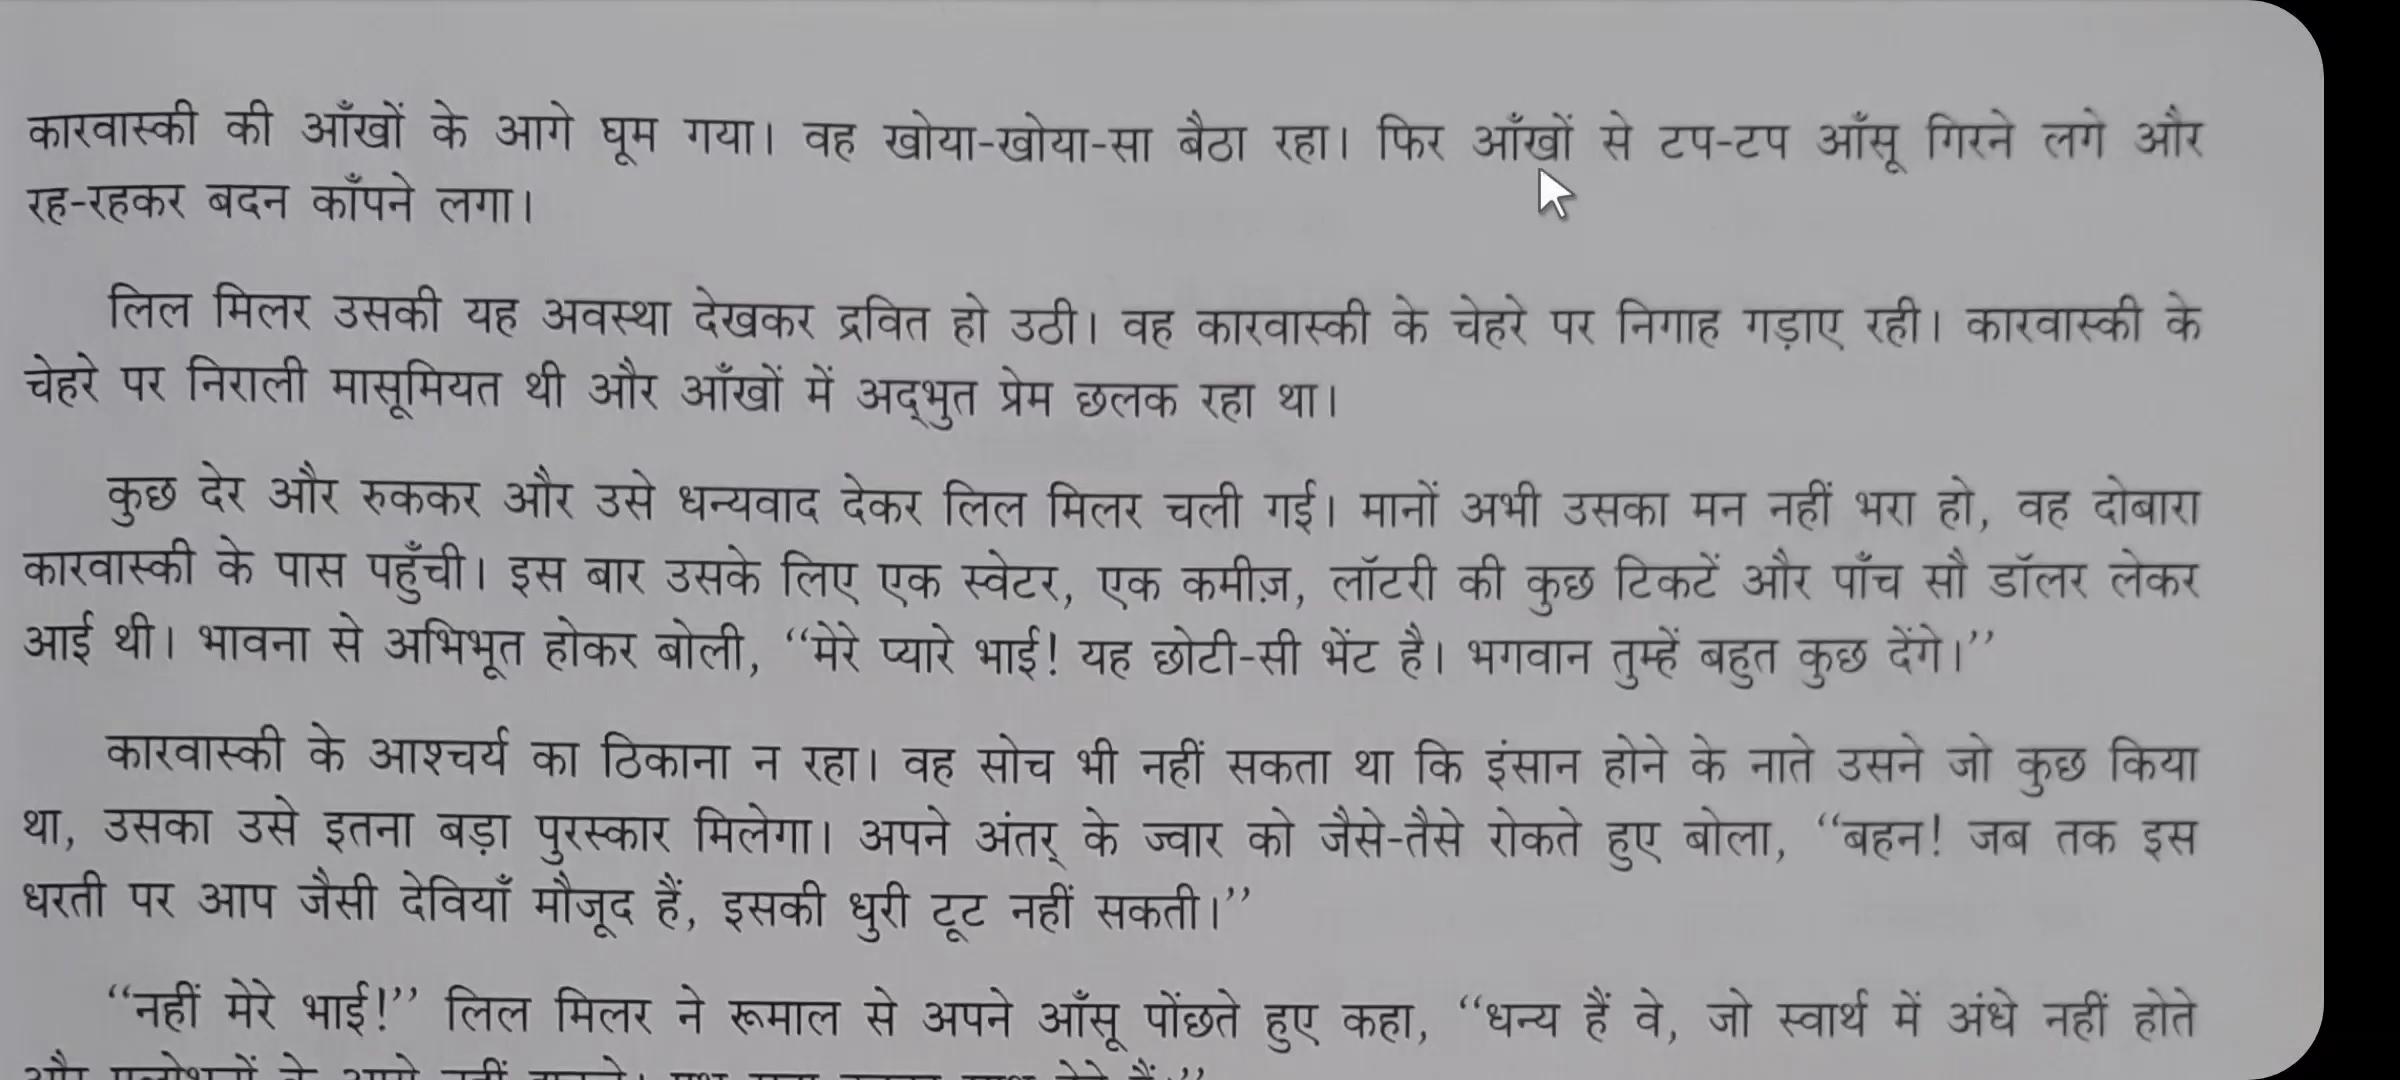 कारवास्की की आँखों के आगे घूम गया। वह खोया-खोया-सा बैठा रहा। फिर आँखों से टप-टप आँसू गिरने लगे और
रह-रहकर बदन काँपने लगा।
लिल मिलर उसकी यह अवस्था देखकर द्रवित हो उठी। वह कारवास्की के चेहरे पर निगाह गड़ाए रही। कारवास्की के
चेहरे पर निराली मासूमियत थी और आँखों में अद्‌भुत प्रेम छलक रहा था।
कुछ देर और रुककर और उसे धन्यवाद देकर लिल मिलर चली गई। मानों अभी उसका मन नहीं भरा हो, वह दोबारा
कारवास्की के पास पहुँची। इस बार उसके लिए एक स्वेटर, एक कमीज़, लॉटरी की कुछ टिकटें और पाँच सौ डॉलर लेकर
आई थी। भावना से अभिभूत होकर बोली, “मेरे प्यारे भाई! यह छोटी-सी भेंट है। भगवान तुम्हें बहुत कुछ देंगे।”
कारवास्की के आश्चर्य का ठिकाना न रहा। वह सोच भी नहीं सकता था कि इंसान होने के नाते उसने जो कुछ किया
था, उसका उसे इतना बड़ा पुरस्कार मिलेगा। अपने अंतर् के ज्वार को जैसे-तैसे रोकते हुए बोला, “बहन! जब तक इस
धरती पर आप जैसी देवियाँ मौजूद हैं, इसकी धुरी टूट नहीं सकती।”
“नहीं मेरे भाई!” लिल मिलर ने रूमाल से अपने आँसू पोंछते हुए कहा, “धन्य हैं वे, जो स्वार्थ में अंधे नहीं होते